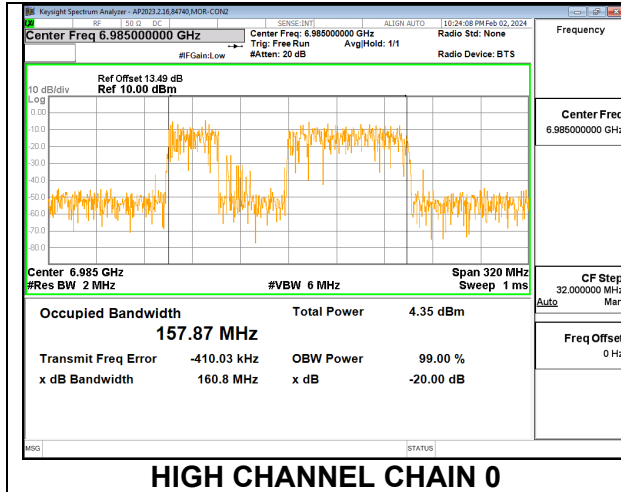 Keysight Spectrum Analyzer - AP2023.2.16,84740,MOR-CON2
RF 50 Ω DC SENSE:INT ALIGN AUTO 10:24:08 PM Feb 02, 2024
Center Freq 6.985000000 GHz Center Freq: 6.985000000 GHz Radio Std: None
Trig: Free Run Avg|Hold: 1/1
#IFGain:Low #Atten: 20 dB Radio Device: BTS
Frequency
Ref Offset 13.49 dB
10 dB/div Ref 10.00 dBm
Log
0.00
-10.0
-20.0
-30.0
-40.0
-50.0
-60.0
-70.0
-80.0
Center Freq
6.985000000 GHz
Center 6.985 GHz Span 320 MHz
#Res BW 2 MHz #VBW 6 MHz Sweep 1 ms
CF Step
32.000000 MHz
Auto Man
Occupied Bandwidth Total Power 4.35 dBm
157.87 MHz
Transmit Freq Error -410.03 kHz OBW Power 99.00 %
x dB Bandwidth 160.8 MHz x dB -20.00 dB
Freq Offset
0 Hz
MSG STATUS
HIGH CHANNEL CHAIN 0